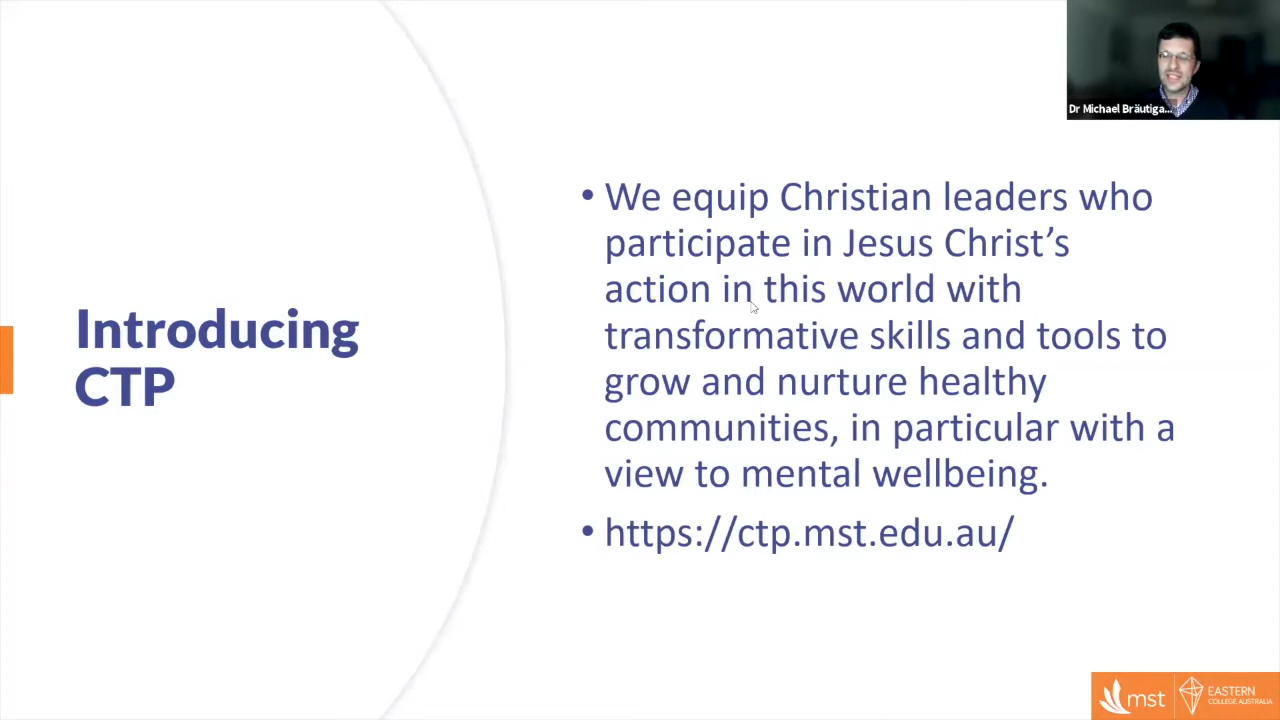 Dr Michael Bräutiga...
Introducing
CTP
• We equip Christian leaders who
participate in Jesus Christ’s
action in this world with
transformative skills and tools to
grow and nurture healthy
communities, in particular with a
view to mental wellbeing.
• https://ctp.mst.edu.au/
mst
EASTERN
COLLEGE AUSTRALIA